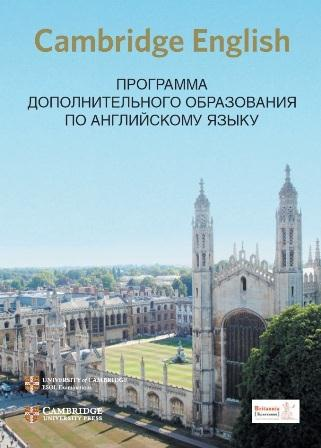 Cambridge English
ПРОГРАММА
ДОПОЛНИТЕЛЬНОГО ОБРАЗОВАНИЯ
ПО АНГЛИЙСКОМУ ЯЗЫКУ
UNIVERSITY of CAMBRIDGE
ESOL Examinations
CAMBRIDGE
UNIVERSITY PRESS
Britannia